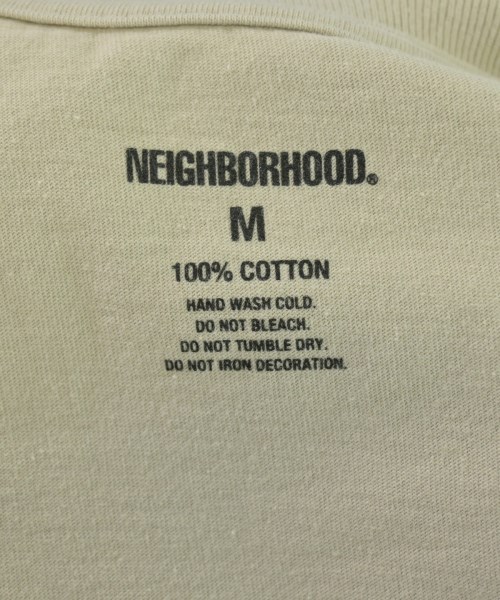 NEIGHBORHOOD®
M
100% COTTON
HAND WASH COLD.
DO NOT BLEACH.
DO NOT TUMBLE DRY.
DO NOT IRON DECORATION.